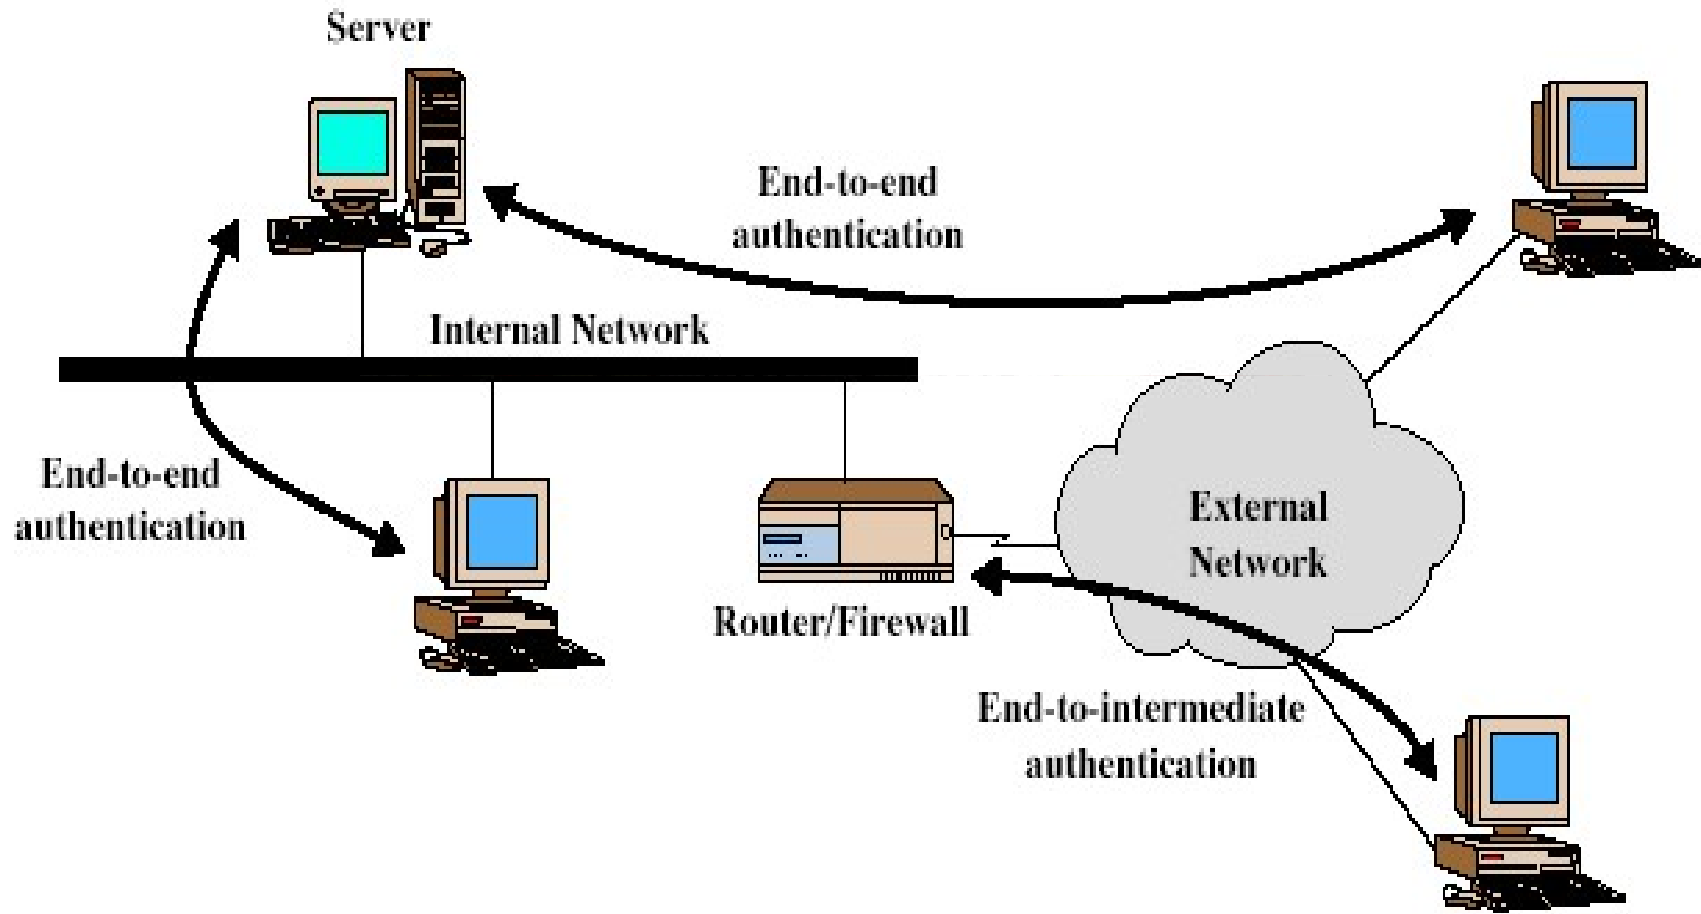 Server
End-to-end
authentication
Internal Network
End-to-end
authentication
External
Network
Router/Firewall
End-to-intermediate
authentication